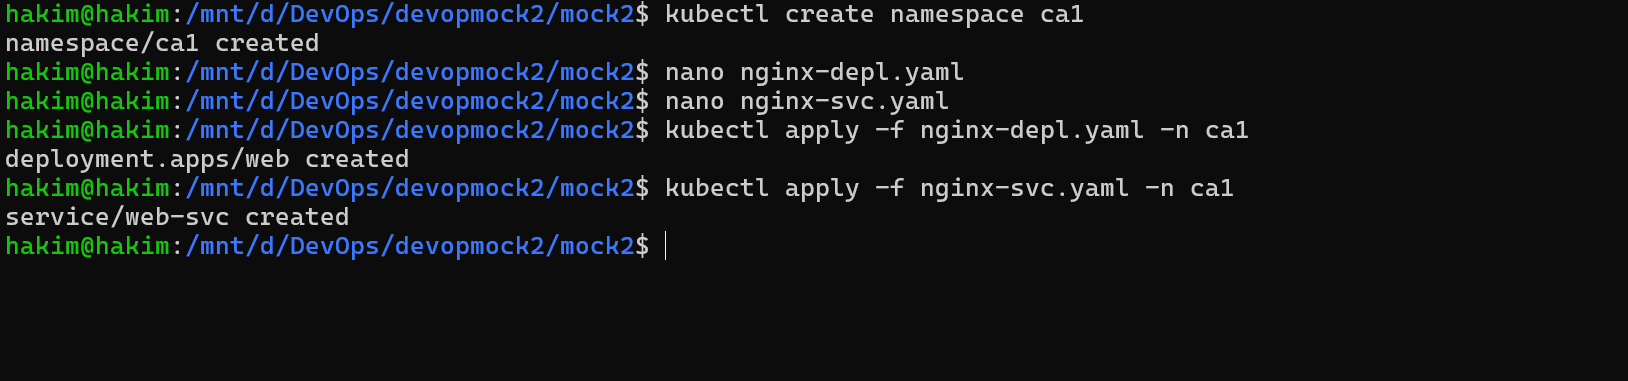 hakim@hakim:/mnt/d/DevOps/devopmock2/mock2$ kubectl create namespace ca1
namespace/ca1 created
hakim@hakim:/mnt/d/DevOps/devopmock2/mock2$ nano nginx-depl.yaml
hakim@hakim:/mnt/d/DevOps/devopmock2/mock2$ nano nginx-svc.yaml
hakim@hakim:/mnt/d/DevOps/devopmock2/mock2$ kubectl apply -f nginx-depl.yaml -n ca1
deployment.apps/web created
hakim@hakim:/mnt/d/DevOps/devopmock2/mock2$ kubectl apply -f nginx-svc.yaml -n ca1
service/web-svc created
hakim@hakim:/mnt/d/DevOps/devopmock2/mock2$